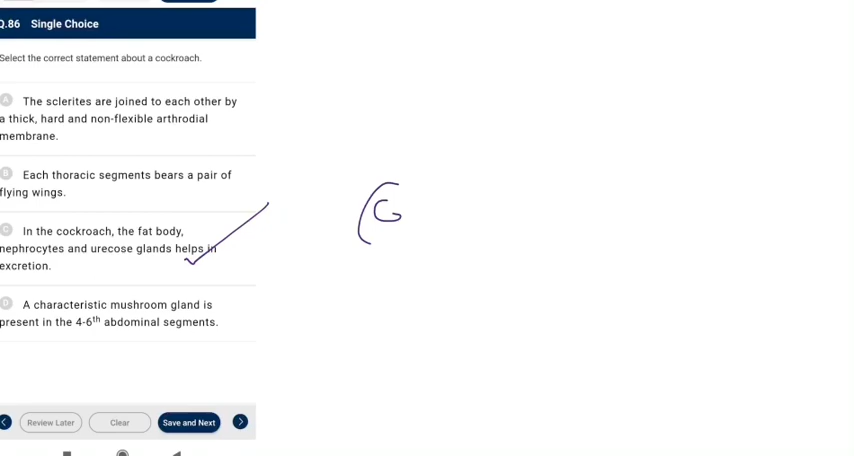 Q.86 Single Choice
Select the correct statement about a cockroach.
A The sclerites are joined to each other by
a thick, hard and non-flexible arthrodial
membrane.
B Each thoracic segments bears a pair of
flying wings.
C In the cockroach, the fat body,
nephrocytes and urecose glands helps in
excretion.
D A characteristic mushroom gland is
present in the 4-6th abdominal segments.
Review Later Clear Save and Next